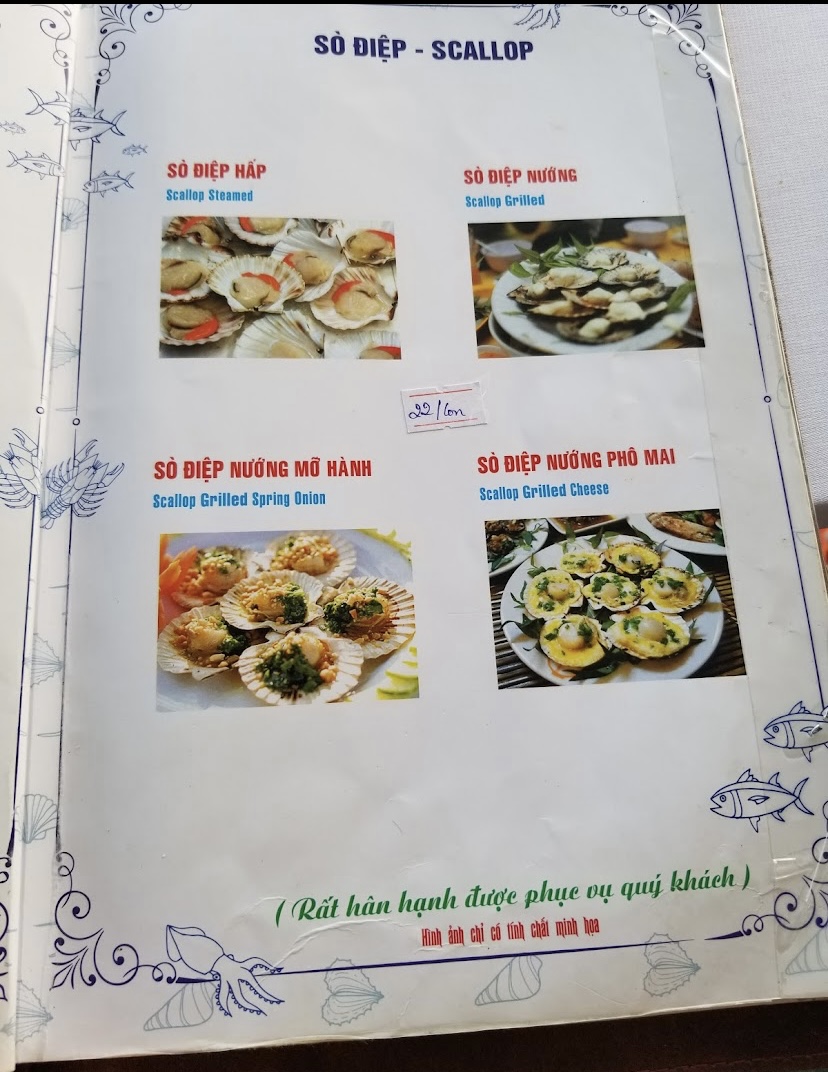 SÒ ĐIỆP - SCALLOP
SÒ ĐIỆP HẤP
Scallop Steamed
SÒ ĐIỆP NƯỚNG
Scallop Grilled
22/con
SÒ ĐIỆP NƯỚNG MỠ HÀNH
Scallop Grilled Spring Onion
SÒ ĐIỆP NƯỚNG PHÔ MAI
Scallop Grilled Cheese
( Rất hân hạnh được phục vụ quý khách )
Hình ảnh chỉ có tính chất minh họa